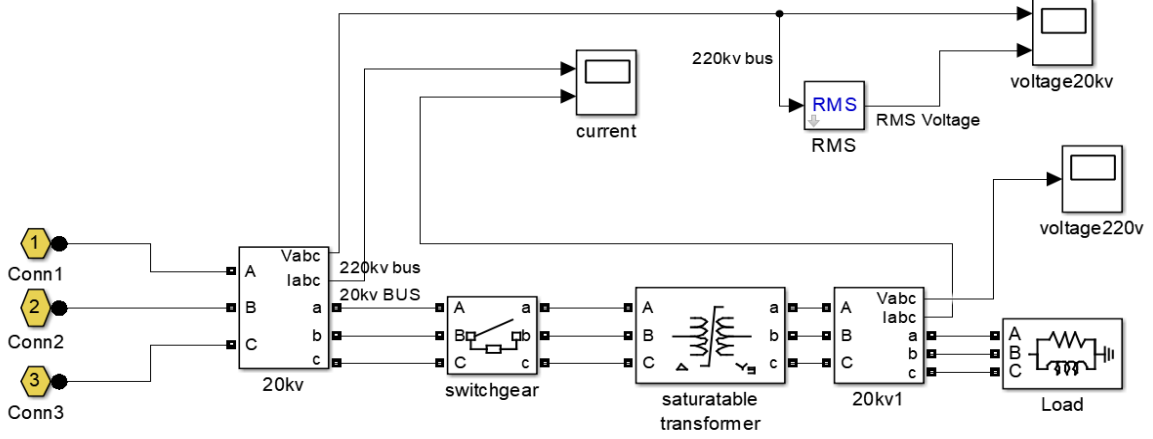 220kv bus
voltage20kv
RMS
RMS Voltage
RMS
current
voltage220v
1
Conn1
2
Conn2
3
Conn3
Vabc
Iabc
A
B
C
a
b
c
20kv
220kv bus
20kv BUS
A
B
C
a
b
c
switchgear
A
B
C
a
b
c
Δ
Yg
saturatable
transformer
A
B
C
Vabc
Iabc
a
b
c
20kv1
A
B
C
Load